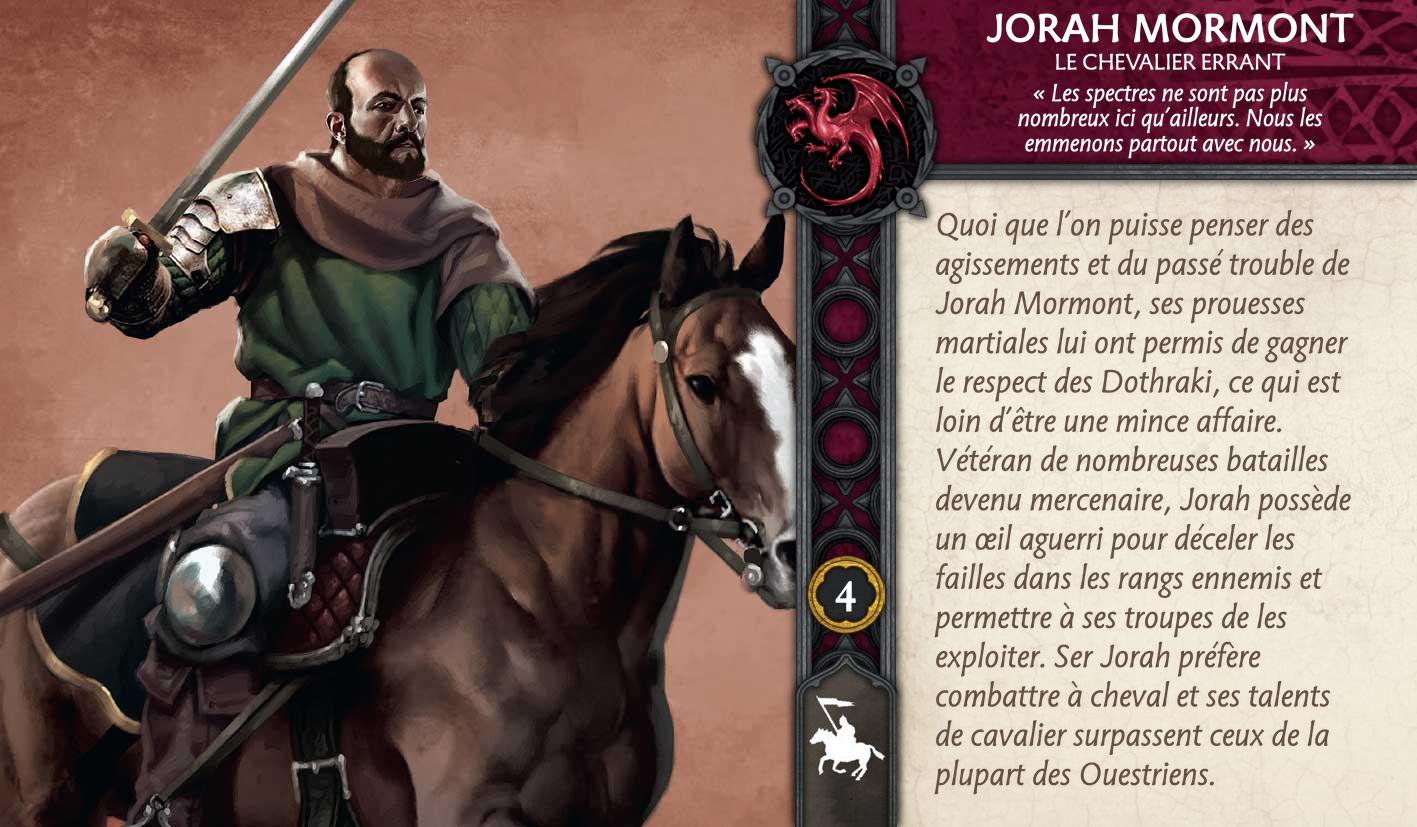 JORAH MORMONT
LE CHEVALIER ERRANT
« Les spectres ne sont pas plus
nombreux ici qu'ailleurs. Nous les
emmenons partout avec nous. »
Quoi que l'on puisse penser des
agissements et du passé trouble de
Jorah Mormont, ses prouesses
martiales lui ont permis de gagner
le respect des Dothraki, ce qui est
loin d'être une mince affaire.
Vétéran de nombreuses batailles
devenu mercenaire, Jorah possède
un œil aguerri pour déceler les
failles dans les rangs ennemis et
permettre à ses troupes de les
exploiter. Ser Jorah préfere
combattre à cheval et ses talents
de cavalier surpassent ceux de la
plupart des Ouestriens.
4